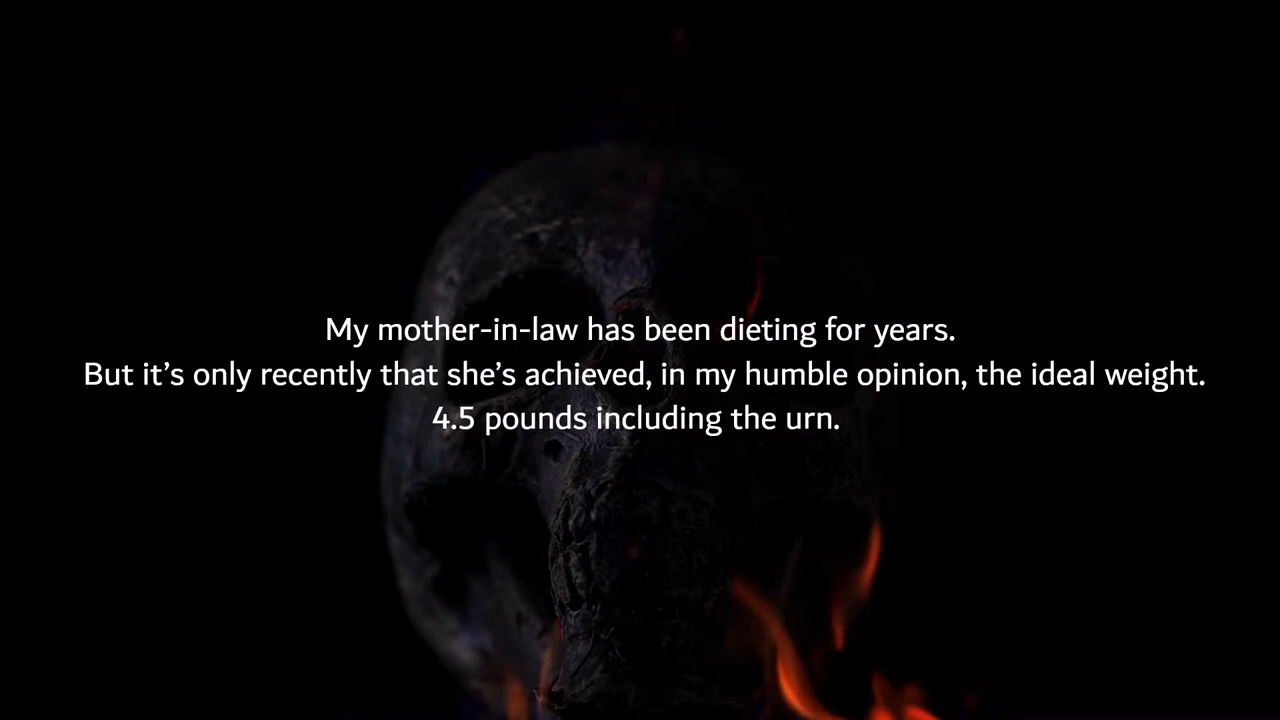 My mother-in-law has been dieting for years.
But it’s only recently that she’s achieved, in my humble opinion, the ideal weight.
4.5 pounds including the urn.